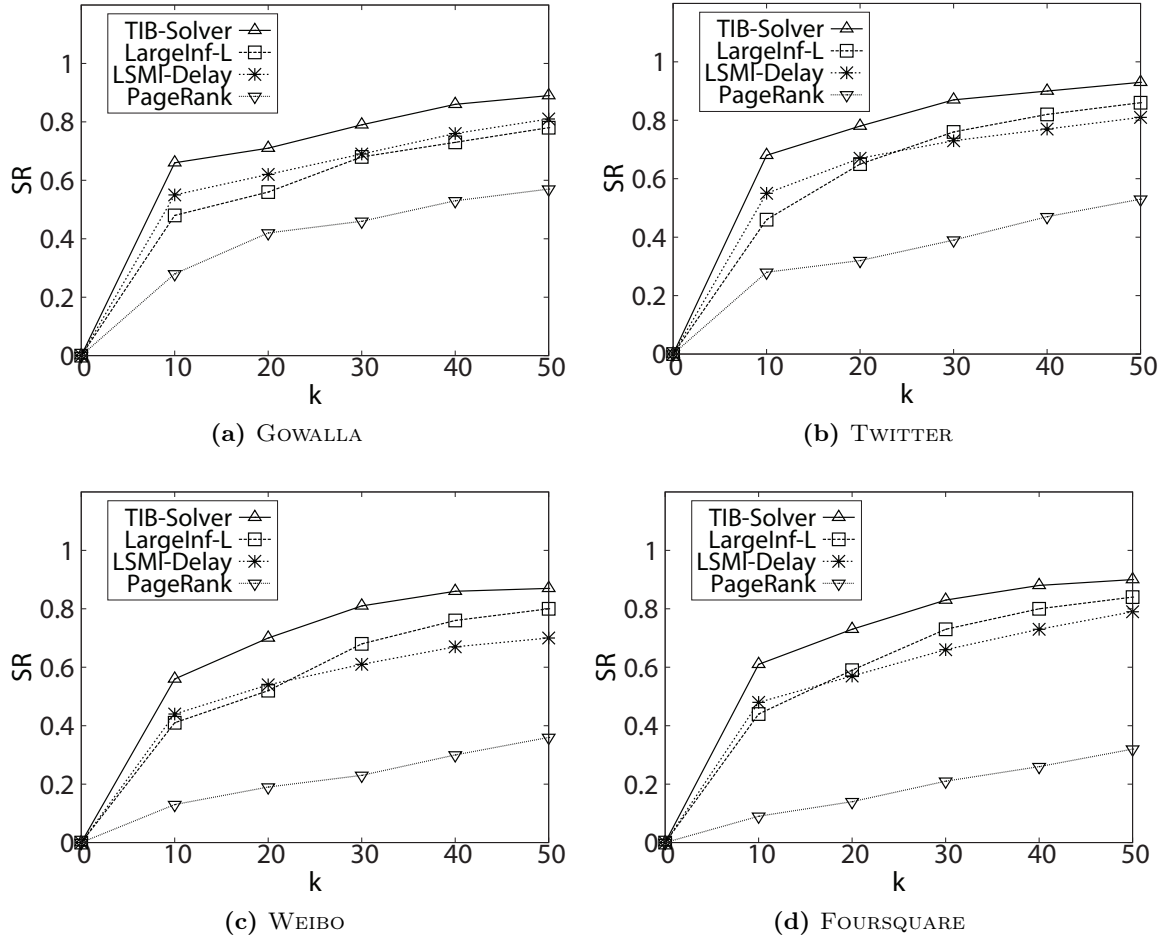 TIB-Solver
LargeInf-L
LSMI-Delay
PageRank
1
0.8
0.6
0.4
0.2
0
SR
0 10 20 30 40 50
k
(a) GOWALLA
TIB-Solver
LargeInf-L
LSMI-Delay
PageRank
1
0.8
0.6
0.4
0.2
0
SR
0 10 20 30 40 50
k
(b) TWITTER
TIB-Solver
LargeInf-L
LSMI-Delay
PageRank
1
0.8
0.6
0.4
0.2
0
SR
0 10 20 30 40 50
k
(c) WEIBO
TIB-Solver
LargeInf-L
LSMI-Delay
PageRank
1
0.8
0.6
0.4
0.2
0
SR
0 10 20 30 40 50
k
(d) FOURSQUARE